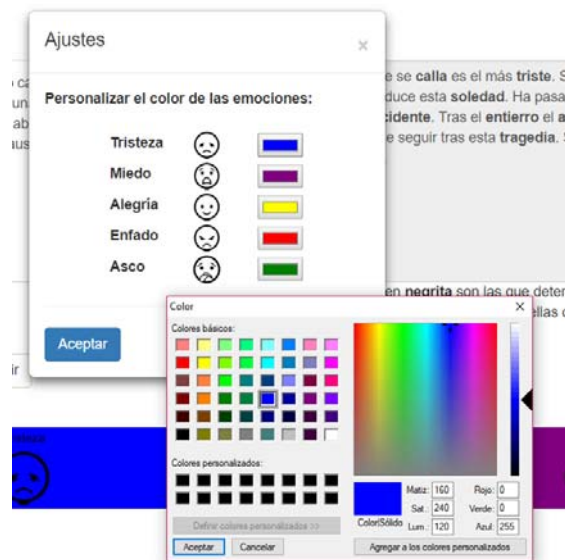 Ajustes
×
Personalizar el color de las emociones:
Tristeza
Miedo
Alegría
Enfado
Asco
Aceptar
se calla es el más triste. S
duce esta soledad. Ha pasa
cidente. Tras el entierro el a
e seguir tras esta tragedia. S
en negrita son las que deter
ellas
Color
×
Colores básicos:
Colores personalizados:
Definir colores personalizados >>
Aceptar
Cancelar
Color|Sólido
Matiz: 160
Sat.: 240
Lum.: 120
Rojo: 0
Verde: 0
Azul: 255
Agregar a los colores personalizados
ir
Tristeza